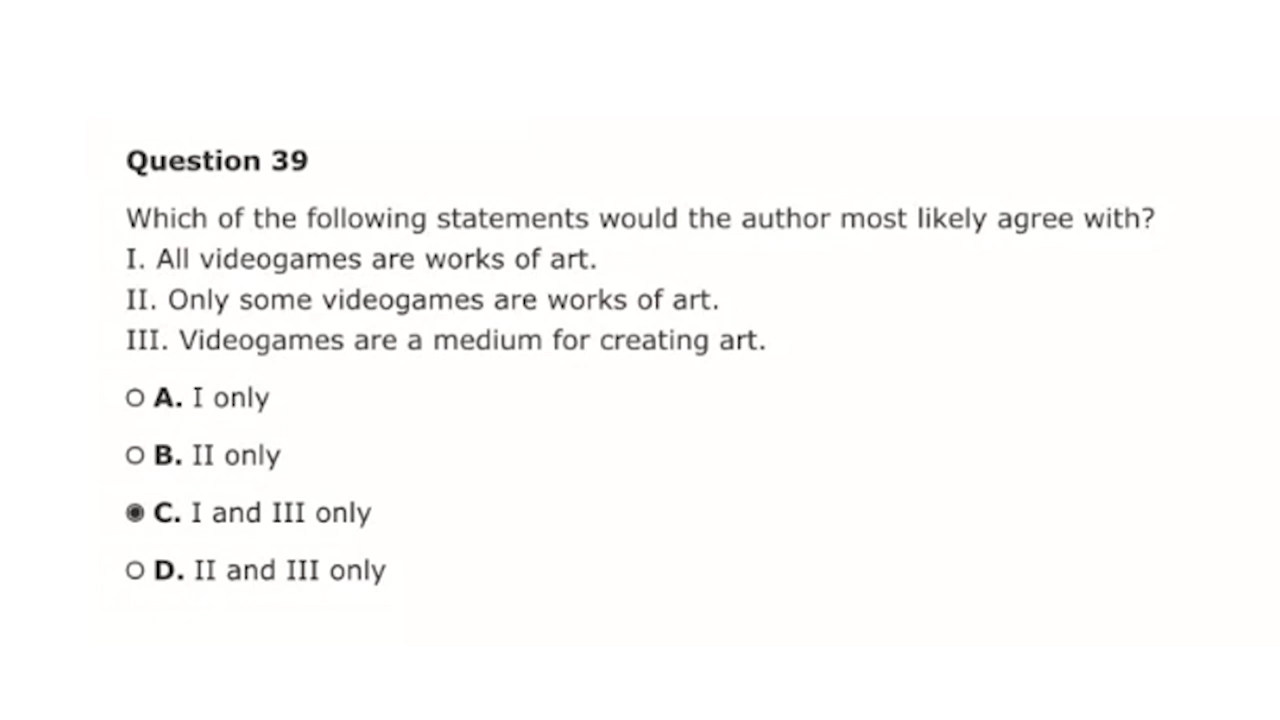 Question 39
Which of the following statements would the author most likely agree with?
I. All videogames are works of art.
II. Only some videogames are works of art.
III. Videogames are a medium for creating art.
A. I only
B. II only
C. I and III only
D. II and III only